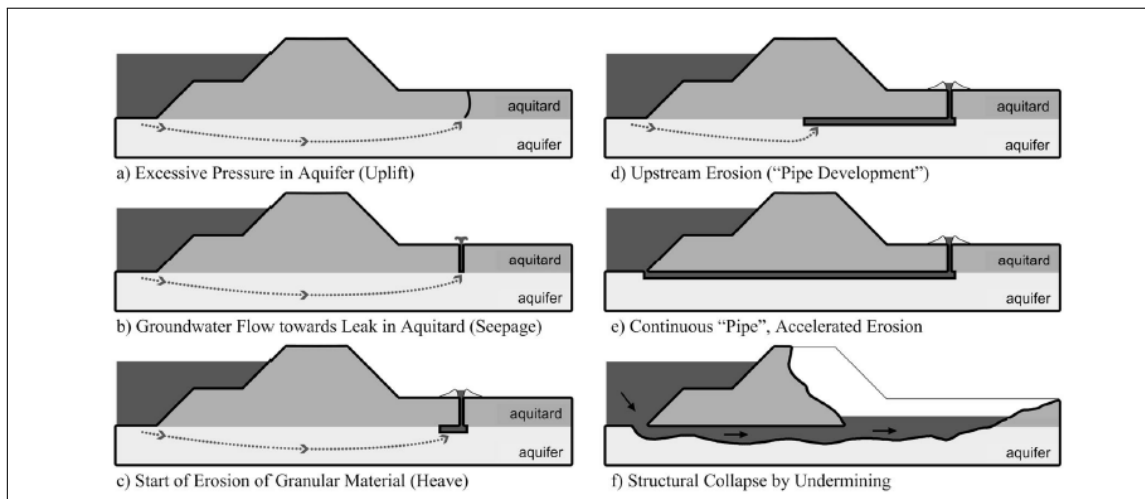 aquitard
aquifer
a) Excessive Pressure in Aquifer (Uplift)
aquitard
aquifer
b) Groundwater Flow towards Leak in Aquitard (Seepage)
aquitard
aquifer
c) Start of Erosion of Granular Material (Heave)
aquitard
aquifer
d) Upstream Erosion ("Pipe Development")
aquitard
aquifer
e) Continuous "Pipe", Accelerated Erosion
aquifer
f) Structural Collapse by Undermining